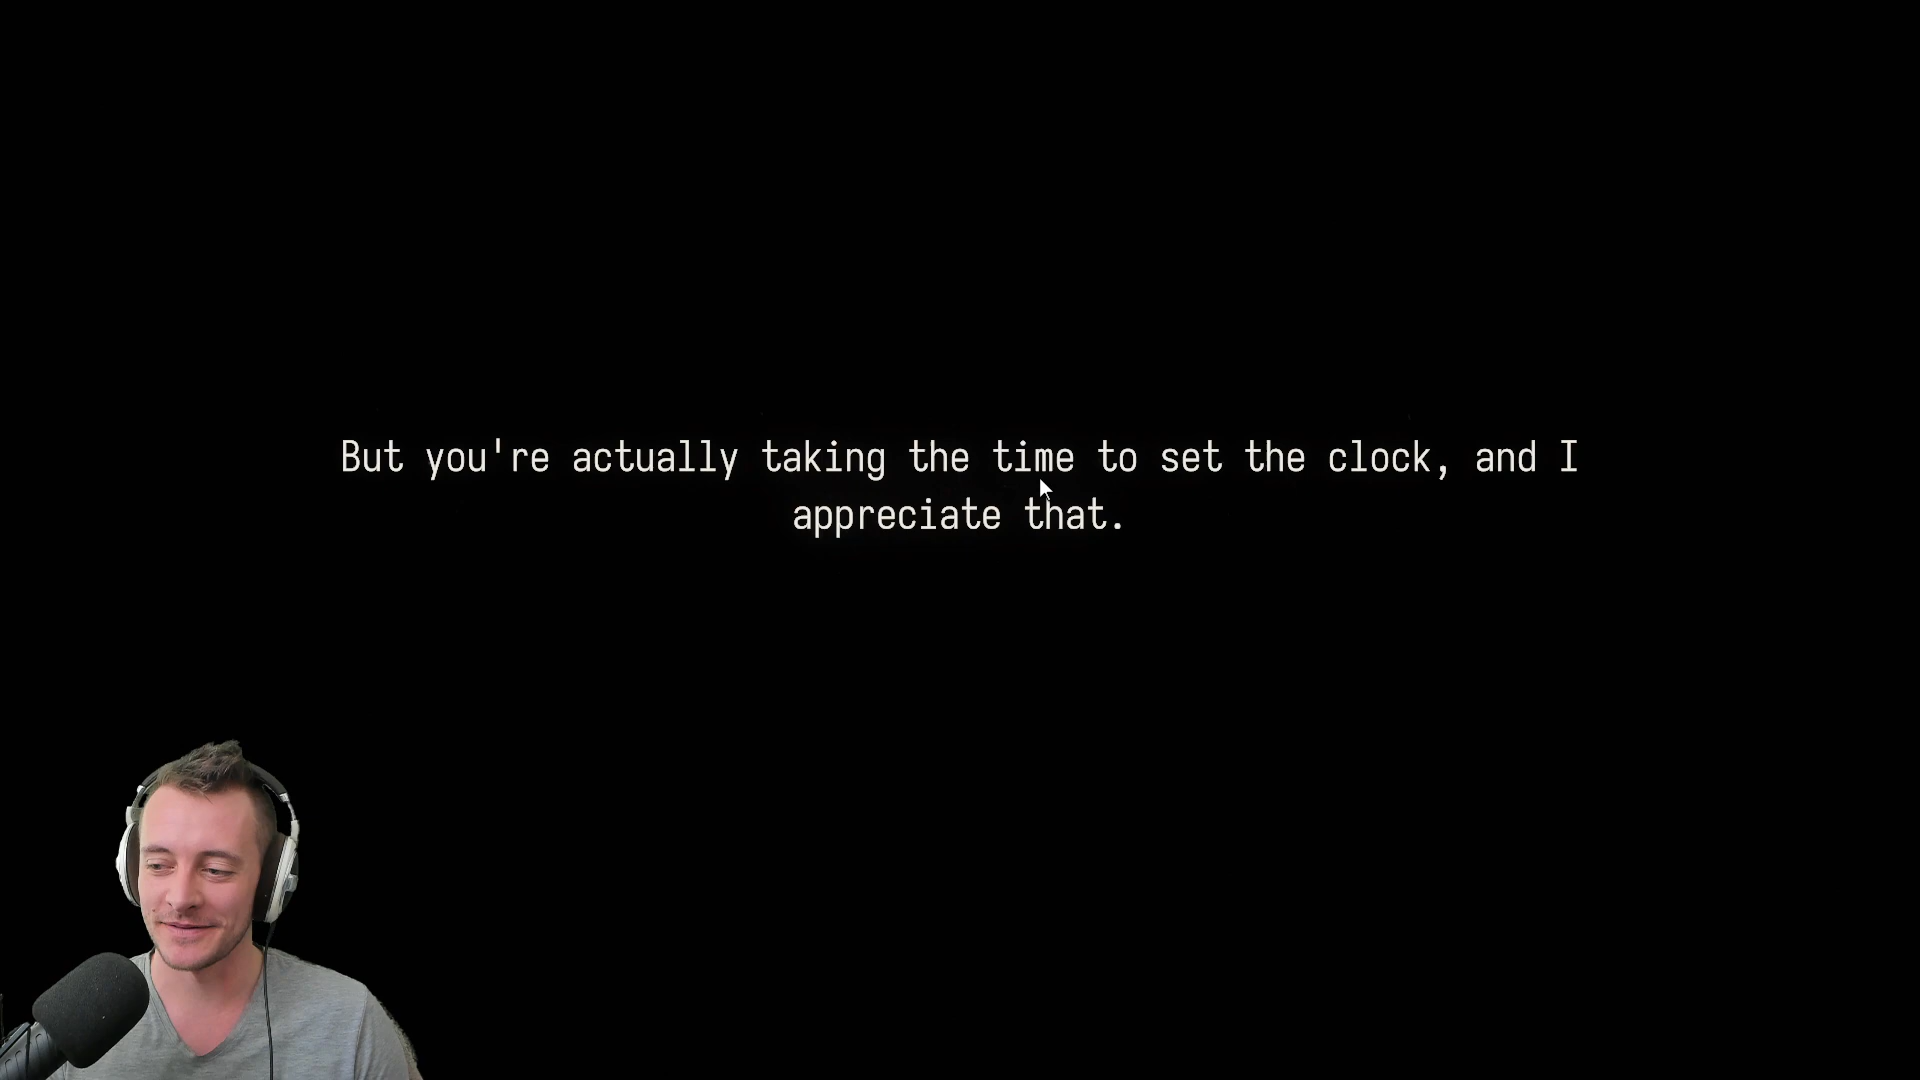 But you're actually taking the time to set the clock, and I
appreciate that.